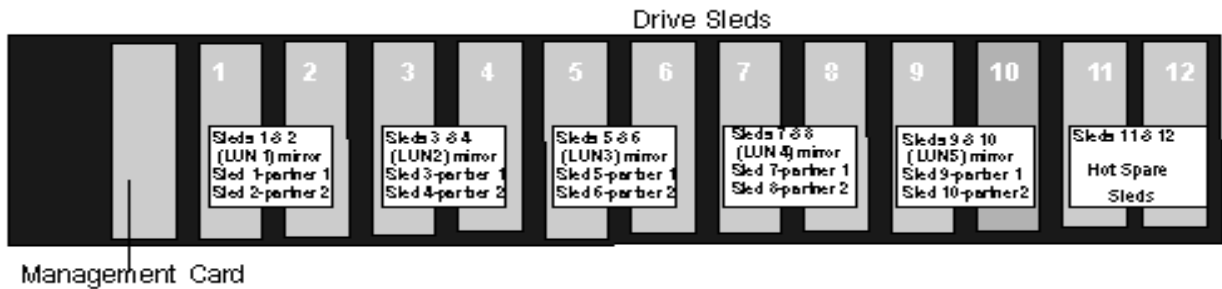 Drive Sleds
1 2 3 4 5 6 7 8 9 10 11 12
Sleds 1 & 2
(LUN 1) mirror
Sled 1-partner 1
Sled 2-partner 2
Sleds 3 & 4
(LUN2) mirror
Sled 3-partner 1
Sled 4-partner 2
Sleds 5 & 6
(LUN3) mirror
Sled 5-partner 1
Sled 6-partner 2
Sleds 7 & 8
(LUN 4) mirror
Sled 7-partner 1
Sled 8-partner 2
Sleds 9 & 10
(LUN5) mirror
Sled 9-partner 1
Sled 10-partner2
Sleds 11 & 12
Hot Spare
Sleds
Management Card